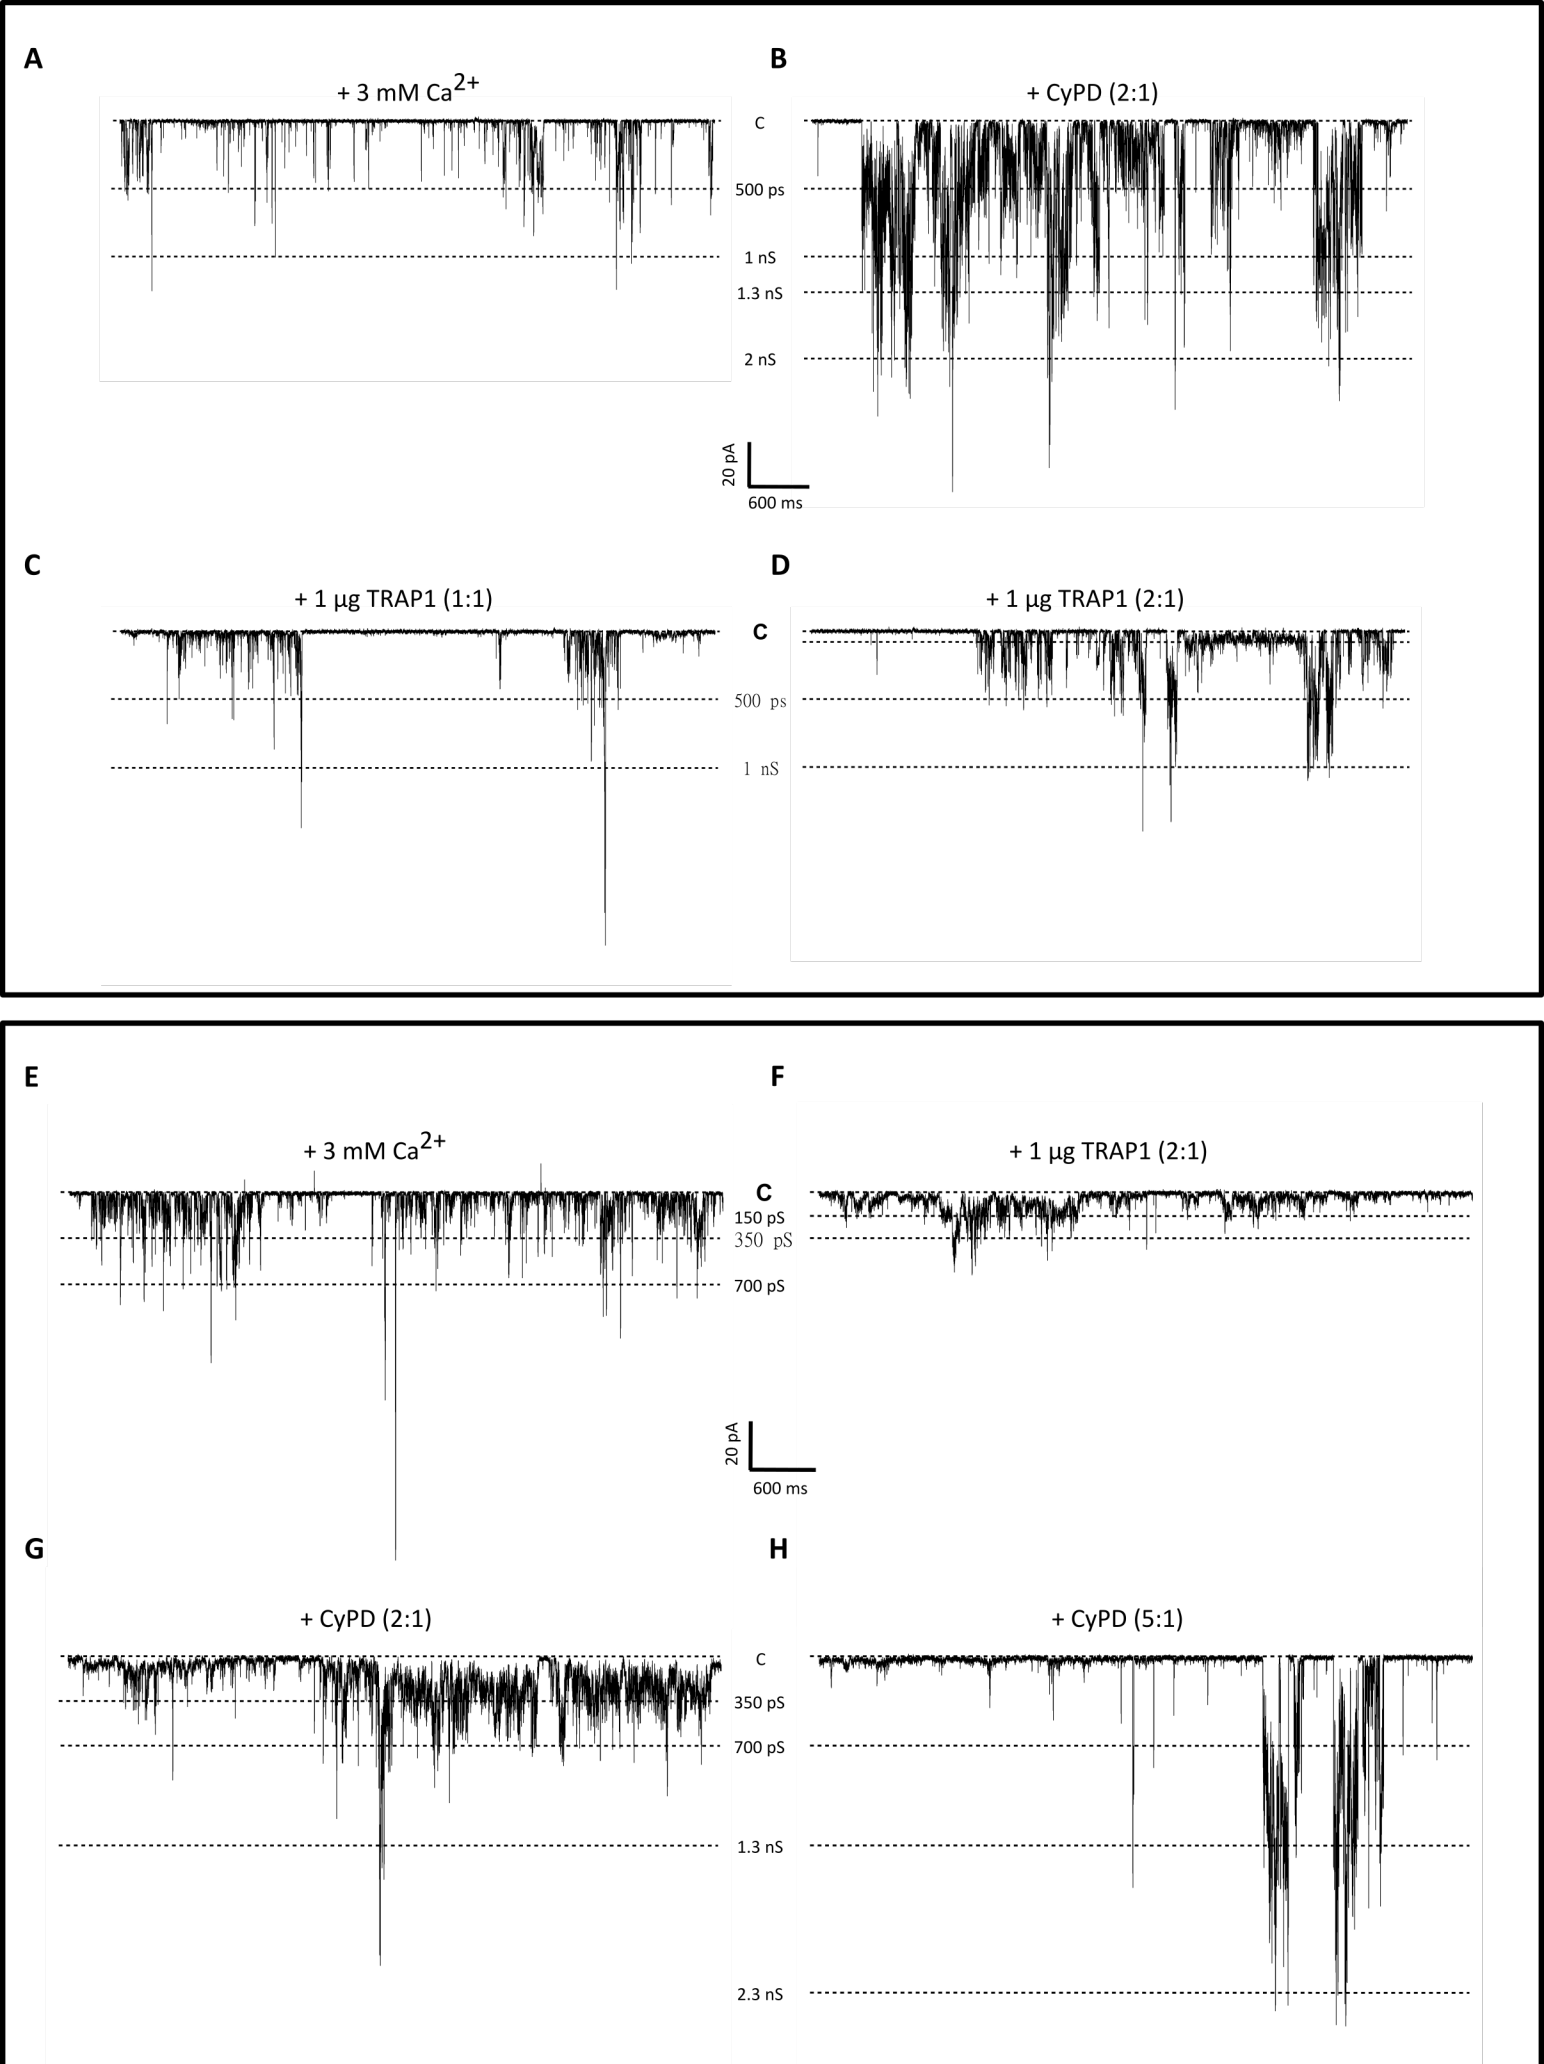 A
B
+ 3 mM Ca2+
+ CyPD (2:1)
C
500 ps
1 nS
1.3 nS
2 nS
20 pA
600 ms
C
D
+ 1 µg TRAP1 (1:1)
+ 1 µg TRAP1 (2:1)
C
500 ps
1 nS
E
F
+ 3 mM Ca2+
+ 1 µg TRAP1 (2:1)
C
150 pS
350 pS
700 pS
20 pA
600 ms
G
H
+ CyPD (2:1)
+ CyPD (5:1)
C
350 pS
700 pS
1.3 nS
2.3 nS